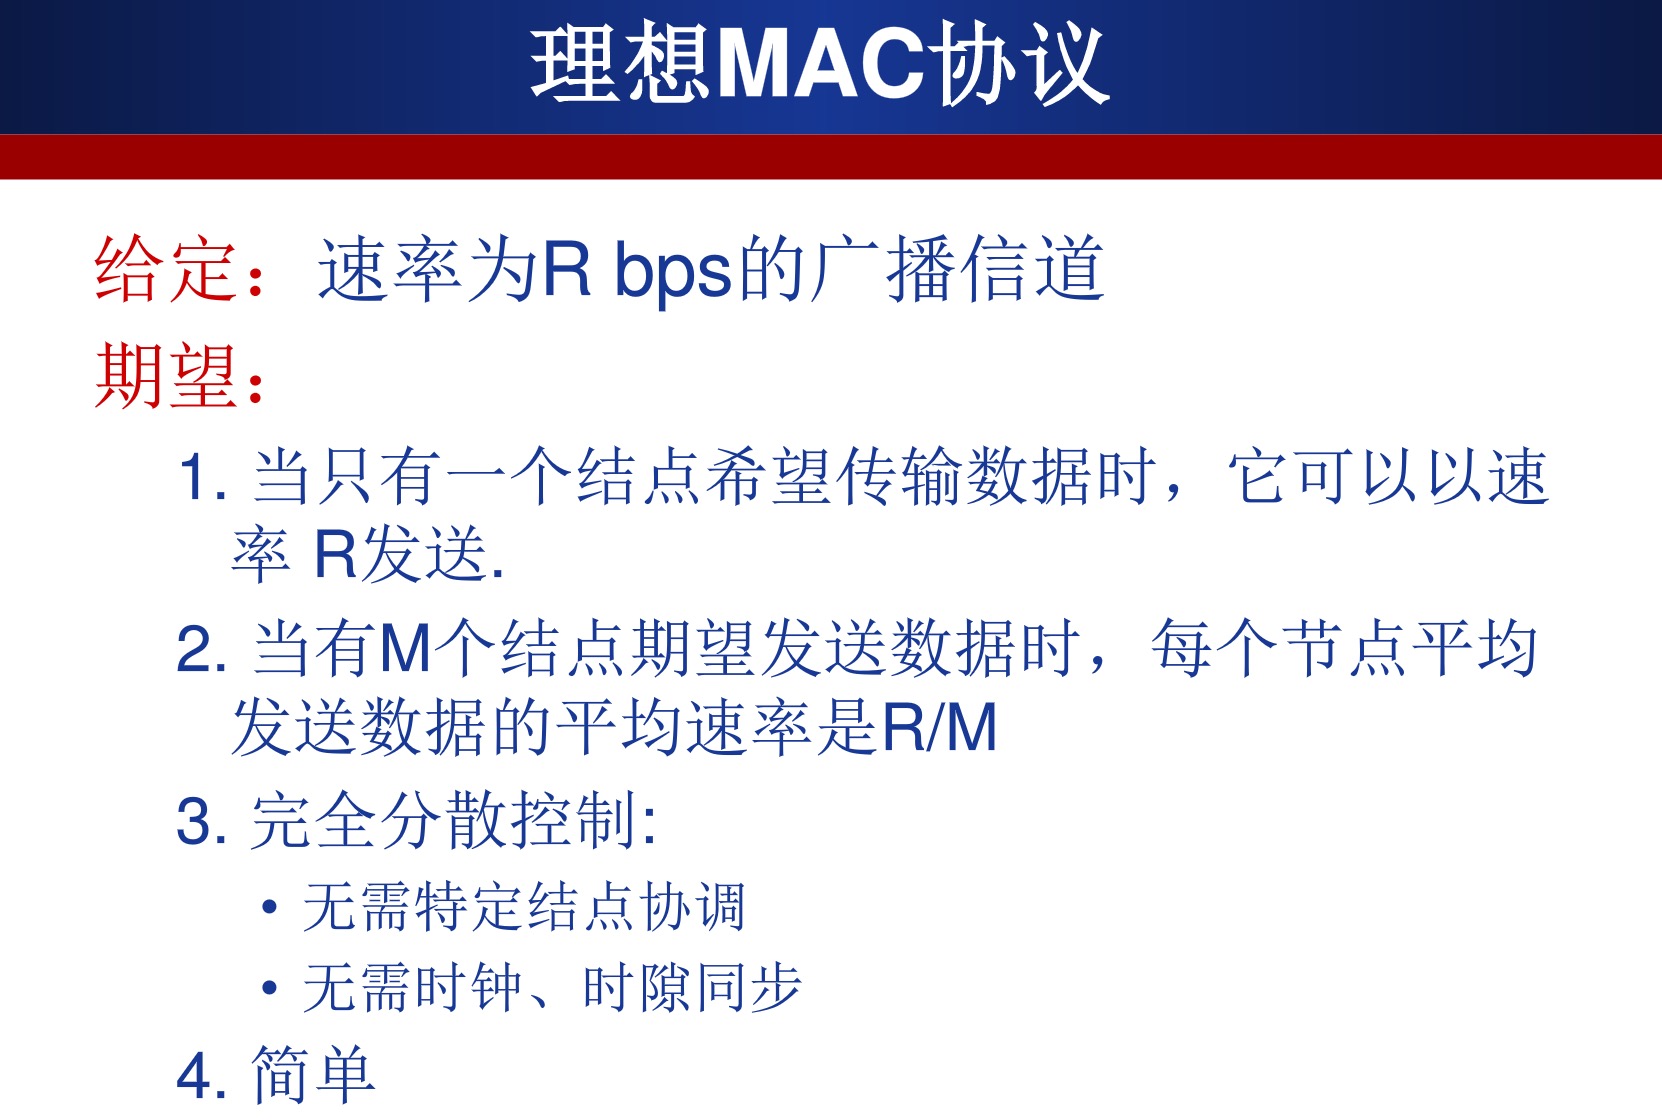 理想MAC协议
给定：速率为R bps的广播信道
期望：
1. 当只有一个结点希望传输数据时，它可以以速
率 R发送.
2. 当有M个结点期望发送数据时，每个节点平均
发送数据的平均速率是R/M
3. 完全分散控制:
• 无需特定结点协调
• 无需时钟、时隙同步
4. 简单